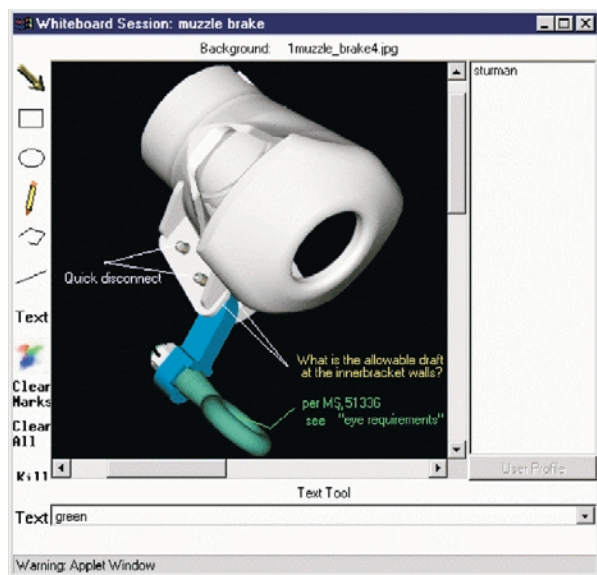 Whiteboard Session: muzzle brake
Background: 1muzzle_brake4.jpg
sturman
Quick disconnect
What is the allowable draft
at the innerbracket walls?
per MS,51336
see "eye requirements"
Text
Clear
Marks
Clear
All
Kill
User Profile
Text Tool
Text green
Warning: Applet Window